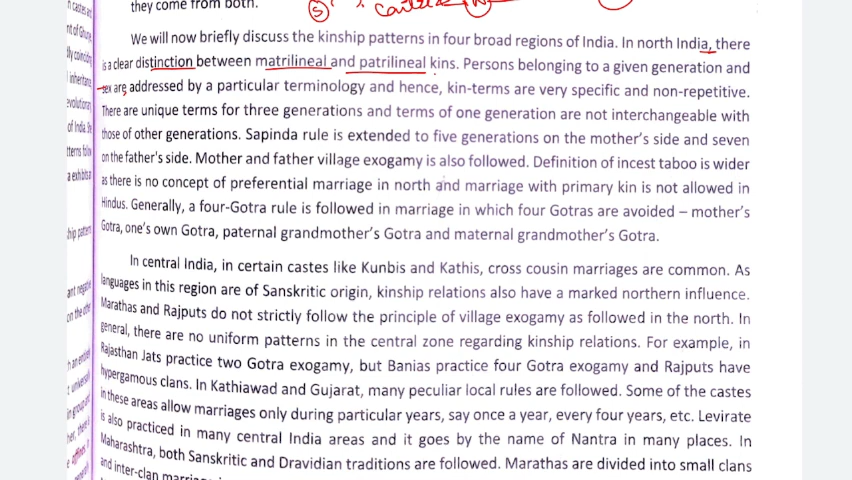 they come from both.
We will now briefly discuss the kinship patterns in four broad regions of India. In north India, there
is a clear distinction between matrilineal and patrilineal kins. Persons belonging to a given generation and
sex are addressed by a particular terminology and hence, kin-terms are very specific and non-repetitive.
There are unique terms for three generations and terms of one generation are not interchangeable with
those of other generations. Sapinda rule is extended to five generations on the mother's side and seven
on the father's side. Mother and father village exogamy is also followed. Definition of incest taboo is wider
as there is no concept of preferential marriage in north and marriage with primary kin is not allowed in
Hindus. Generally, a four-Gotra rule is followed in marriage in which four Gotras are avoided – mother's
Gotra, one's own Gotra, paternal grandmother's Gotra and maternal grandmother's Gotra.
In central India, in certain castes like Kunbis and Kathis, cross cousin marriages are common. As
languages in this region are of Sanskritic origin, kinship relations also have a marked northern influence.
Marathas and Rajputs do not strictly follow the principle of village exogamy as followed in the north. In
general, there are no uniform patterns in the central zone regarding kinship relations. For example, in
Rajasthan Jats practice two Gotra exogamy, but Banias practice four Gotra exogamy and Rajputs have
hypergamous clans. In Kathiawad and Gujarat, many peculiar local rules are followed. Some of the castes
in these areas allow marriages only during particular years, say once a year, every four years, etc. Levirate
is also practiced in many central India areas and it goes by the name of Nantra in many places. In
Maharashtra, both Sanskritic and Dravidian traditions are followed. Marathas are divided into small clans
and inter-clan